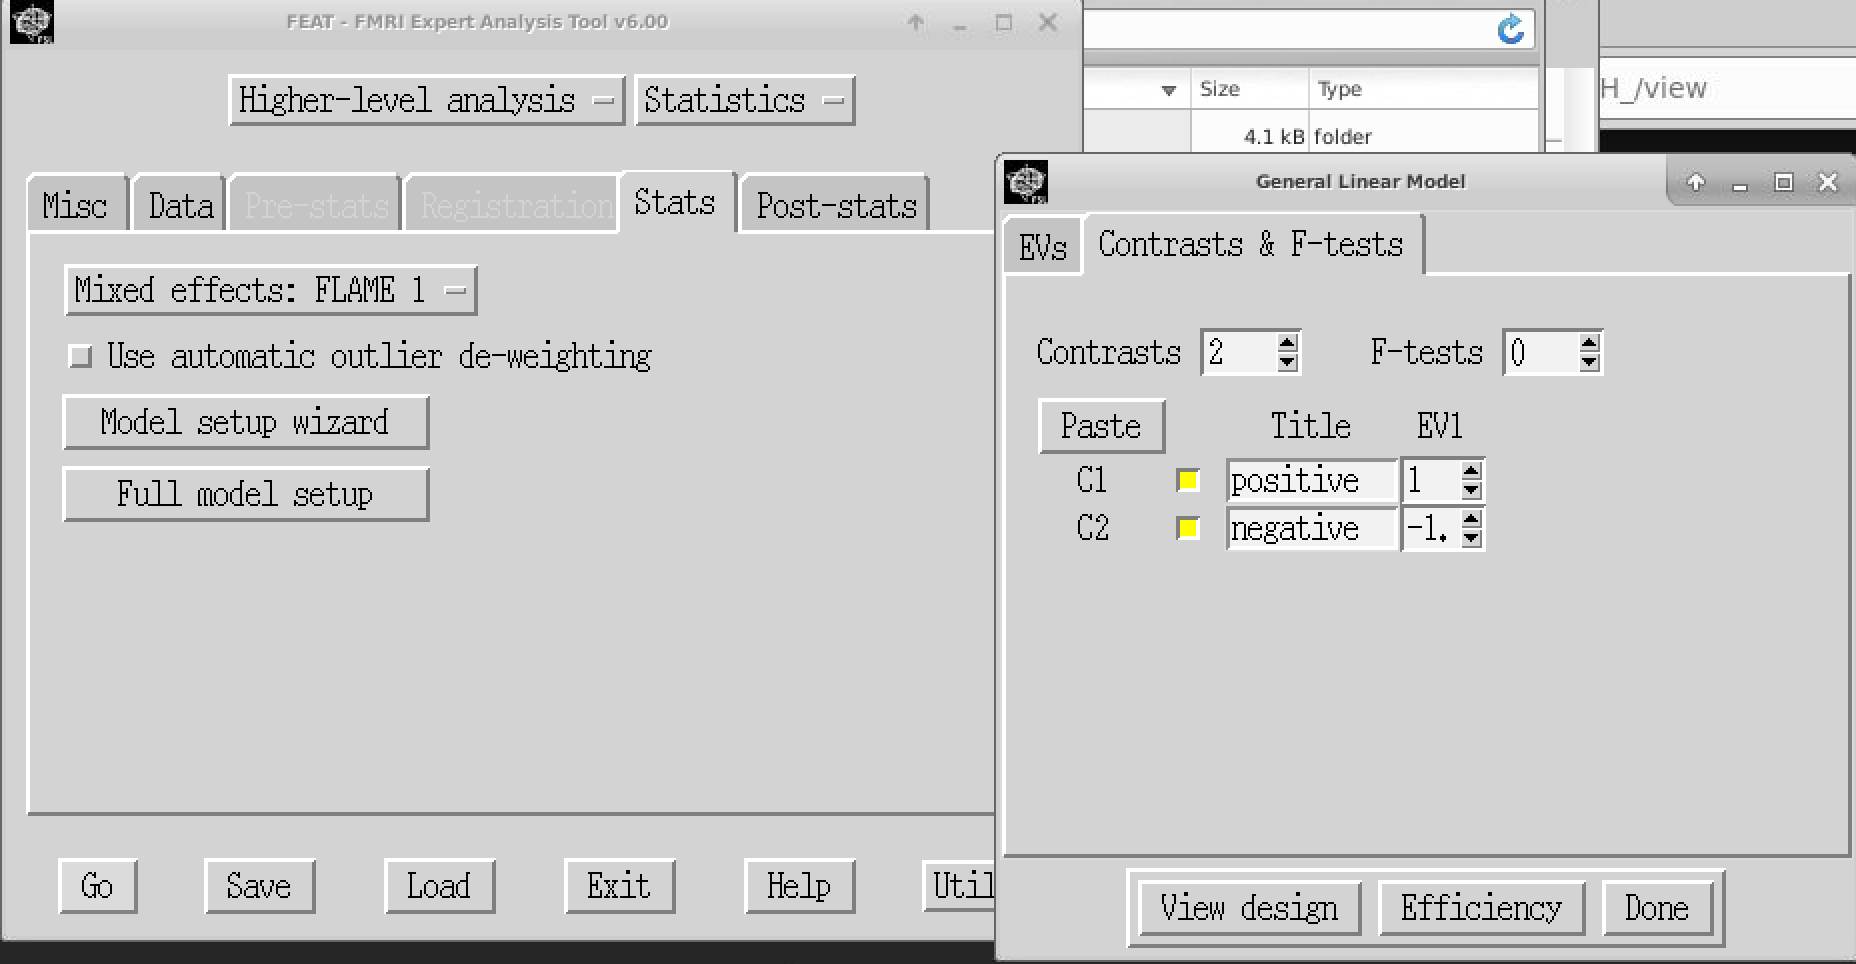 FEAT - FMRI Expert Analysis Tool v6.00
Higher-level analysis
Statistics
Misc
Data
Pre-stats
Registration
Stats
Post-stats
Mixed effects: FLAME 1
Use automatic outlier de-weighting
Model setup wizard
Full model setup
Go
Save
Load
Exit
Help
Util
Size
Type
4.1 kB
folder
H_/view
General Linear Model
EVs
Contrasts & F-tests
Contrasts 2
F-tests 0
Paste
Title
EV1
C1 positive 1
C2 negative -1.
View design
Efficiency
Done